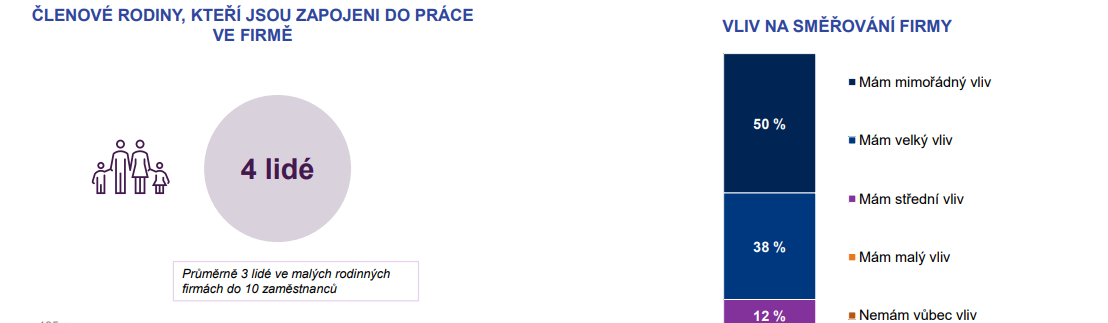 ČLENOVÉ RODINY, KTEŘÍ JSOU ZAPOJENI DO PRÁCE
VE FIRMĚ
4 lidé
Průměrně 3 lidé ve malých rodinných
firmách do 10 zaměstnanců
VLIV NA SMĚŘOVÁNÍ FIRMY
50 %
38 %
12 %
Mám mimořádný vliv
Mám velký vliv
Mám střední vliv
Mám malý vliv
Nemám vůbec vliv